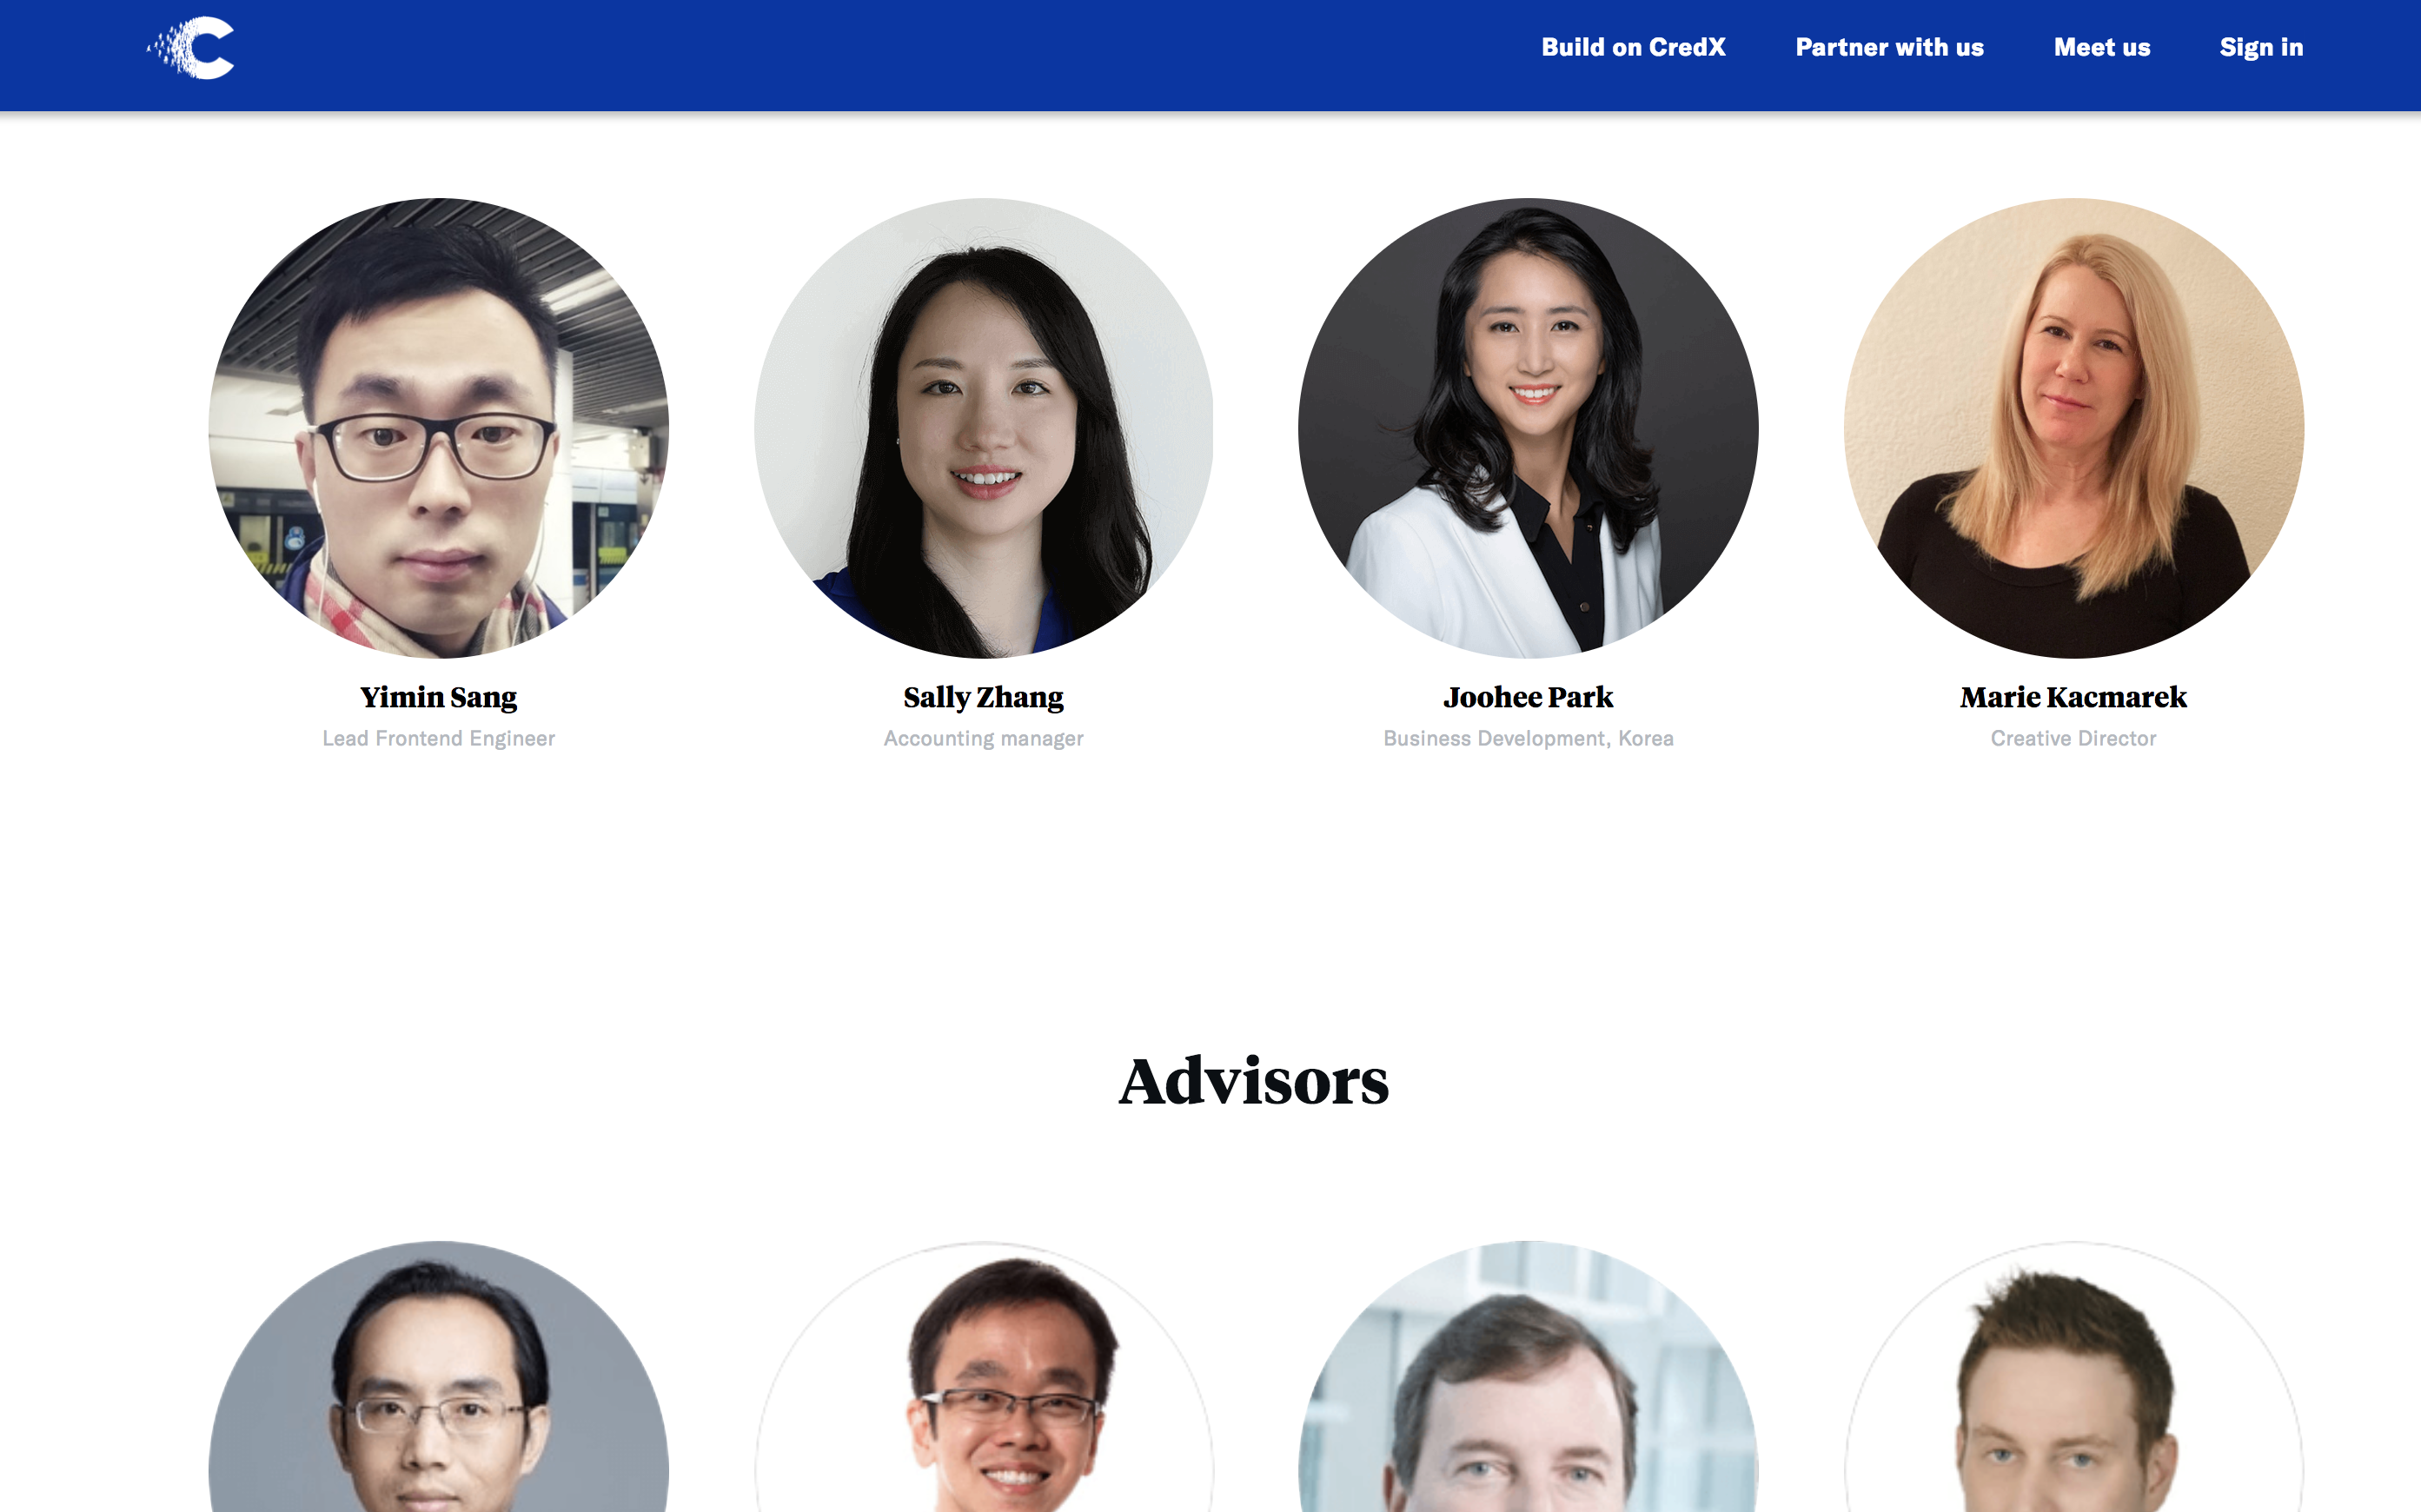 Build on CredX Partner with us Meet us Sign in
Yimin Sang Sally Zhang Joohee Park Marie Kacmarek
Lead Frontend Engineer Accounting manager Business Development, Korea Creative Director
Advisors